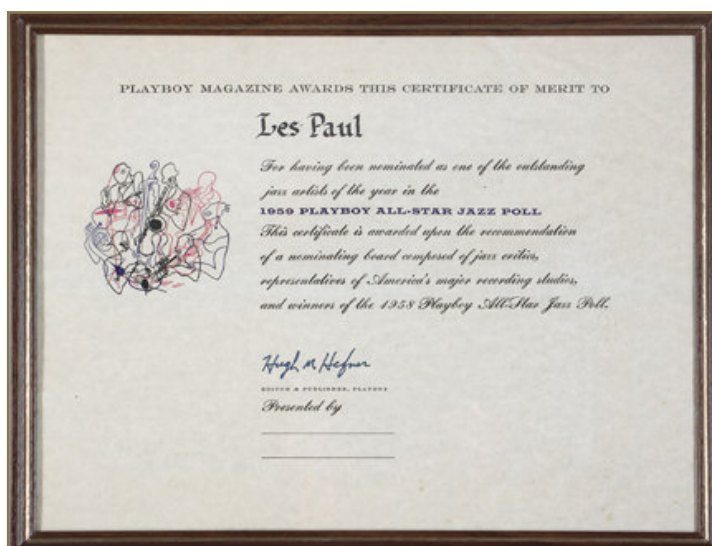 PLAYBOY MAGAZINE AWARDS THIS CERTIFICATE OF MERIT TO
Les Paul
For having been nominated as one of the outstanding
jazz artists of the year in the
1959 PLAYBOY ALL-STAR JAZZ POLL
This certificate is awarded upon the recommendation
of a nominating board composed of jazz critics,
representatives of America's major recording studios,
and winners of the 1958 Playboy All-Star Jazz Poll.
Hugh M Hefner
EDITOR & PUBLISHER, PLAYBOY
Presented by